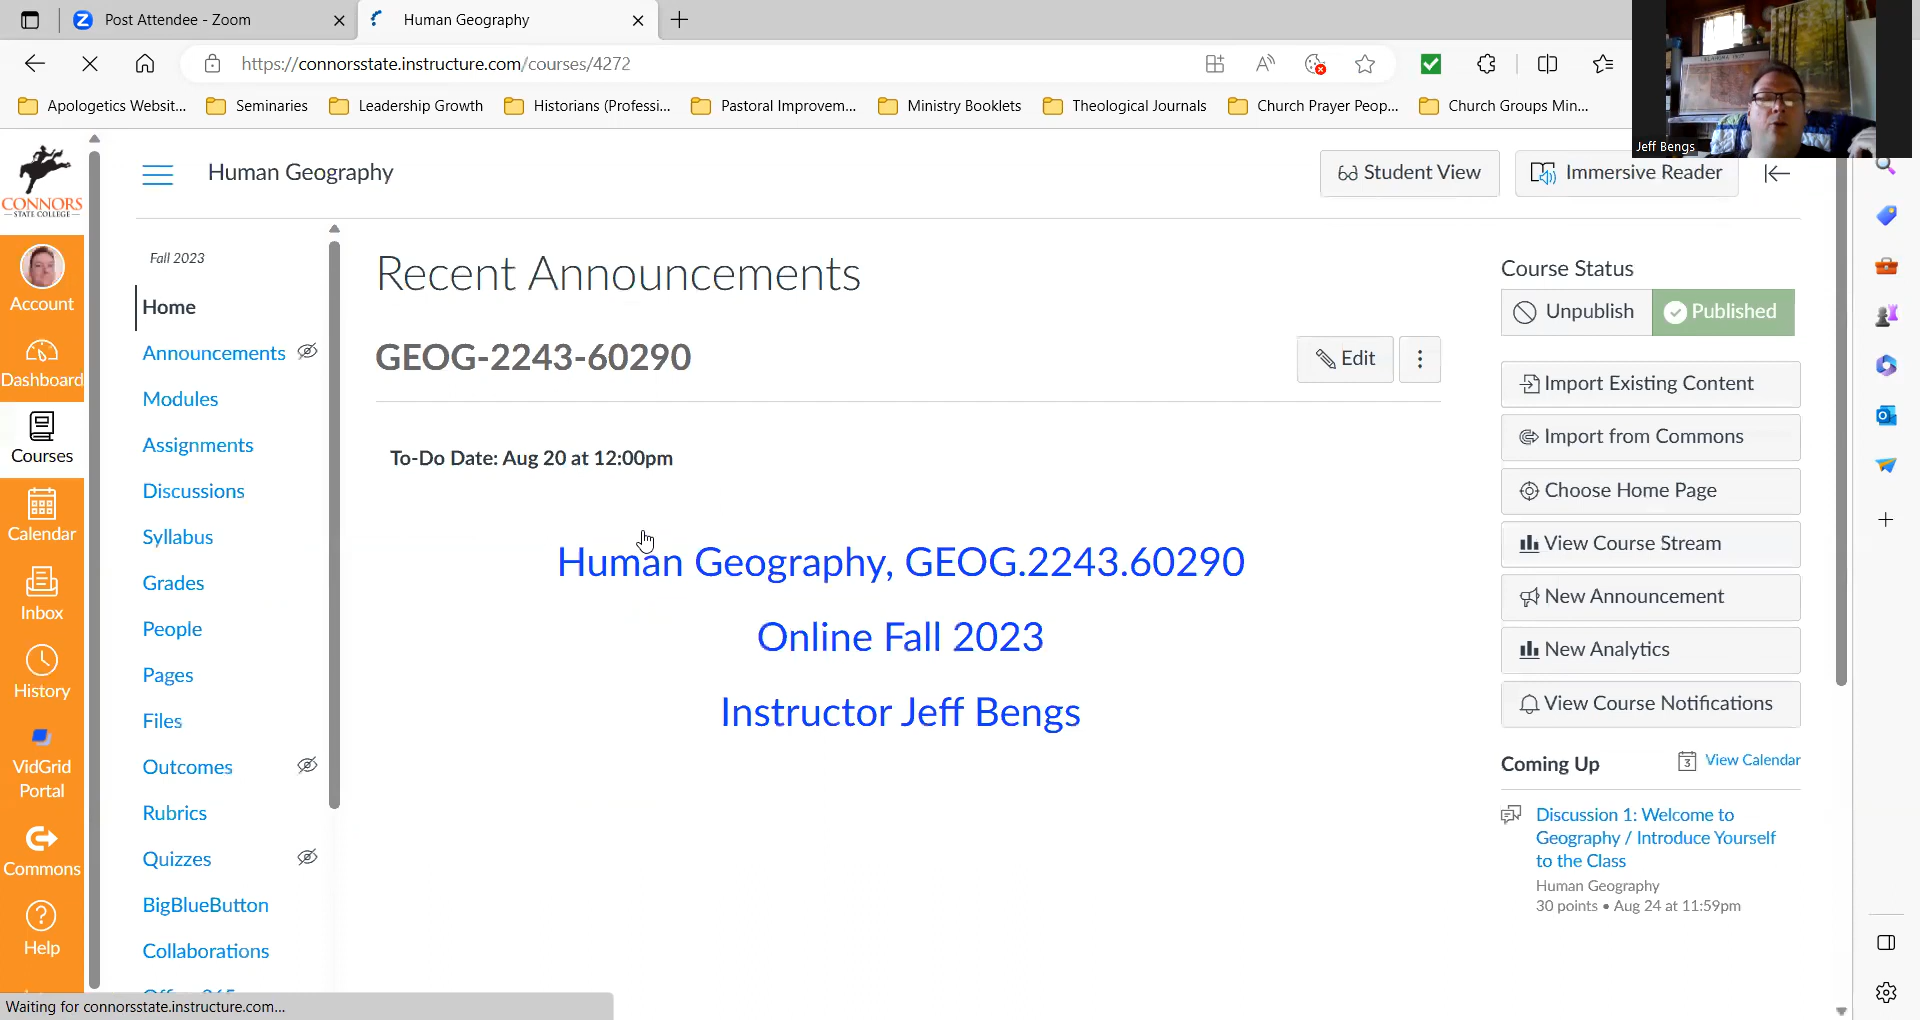 Post Attendee - Zoom
Human Geography
https://connorsstate.instructure.com/courses/4272
Apologetics Websit...
Seminaries
Leadership Growth
Historians (Professi...
Pastoral Improvem...
Ministry Booklets
Theological Journals
Church Prayer Peop...
Church Groups Min...
Jeff Bengs
CONNORS
STATE COLLEGE
Account
Dashboard
Courses
Calendar
Inbox
History
VidGrid
Portal
Commons
Help
Human Geography
Student View
Immersive Reader
Fall 2023
Home
Announcements
Modules
Assignments
Discussions
Syllabus
Grades
People
Pages
Files
Outcomes
Rubrics
Quizzes
BigBlueButton
Collaborations
Recent Announcements
GEOG-2243-60290
Edit
To-Do Date: Aug 20 at 12:00pm
Human Geography, GEOG.2243.60290
Online Fall 2023
Instructor Jeff Bengs
Course Status
Unpublish
Published
Import Existing Content
Import from Commons
Choose Home Page
View Course Stream
New Announcement
New Analytics
View Course Notifications
Coming Up
3
View Calendar
Discussion 1: Welcome to
Geography / Introduce Yourself
to the Class
Human Geography
30 points • Aug 24 at 11:59pm
Waiting for connorsstate.instructure.com...